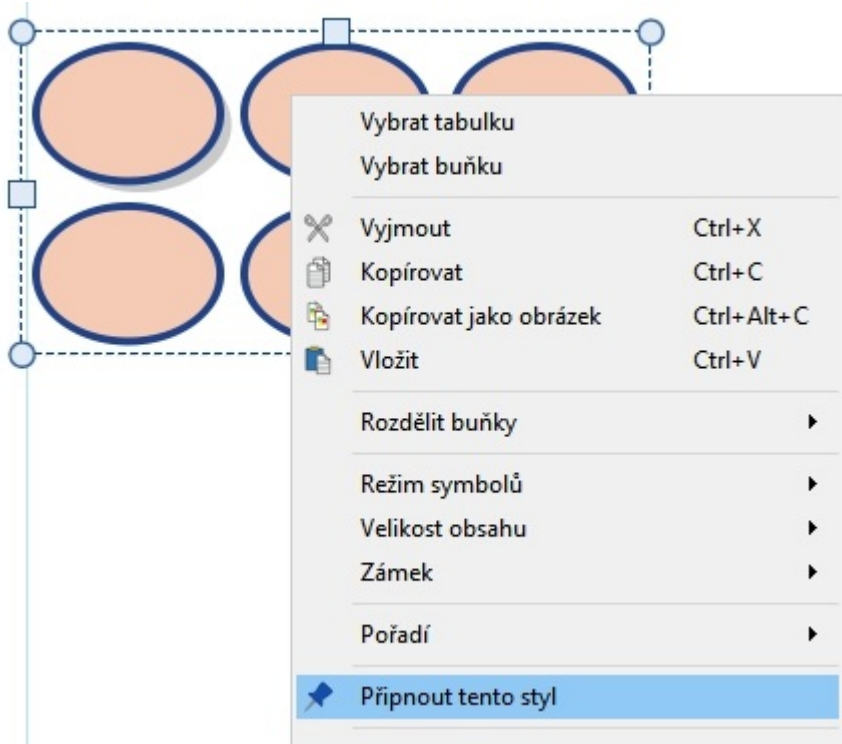 Vybrat tabulku
Vybrat buňku
Vyjmout Ctrl+X
Kopírovat Ctrl+C
Kopírovat jako obrázek Ctrl+Alt+C
Vložit Ctrl+V
Rozdělit buňky
Režim symbolů
Velikost obsahu
Zámek
Pořadí
Připnout tento styl